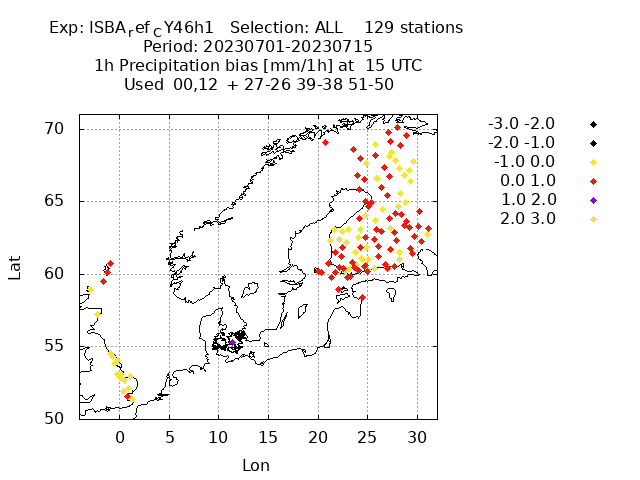 Exp: ISBA_ref_CY46h1 Selection: ALL 129 stations
Period: 20230701-20230715
1h Precipitation bias [mm/1h] at 15 UTC
Used 00,12 + 27-26 39-38 51-50
70
65
60
55
50
Lat
0 5 10 15 20 25 30
Lon
-3.0 -2.0
-2.0 -1.0
-1.0 0.0
0.0 1.0
1.0 2.0
2.0 3.0